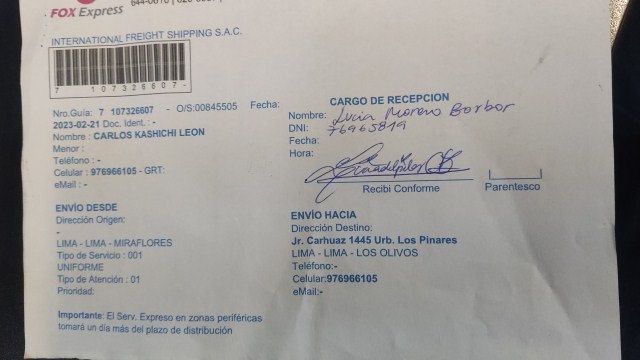 FOX Express
INTERNATIONAL FREIGHT SHIPPING S.A.C.
7 107326607 -
Nro.Guía: 7 107326607 - O/S:00845505 Fecha:
2023-02-21 Doc. Ident.: -
Nombre : CARLOS KASHICHI LEON
Menor :
Teléfono : -
Celular : 976966105 - GRT:
eMail : -
ENVÍO DESDE
Dirección Origen:
-
LIMA - LIMA - MIRAFLORES
Tipo de Servicio : 001
UNIFORME
Tipo de Atención : 01
Prioridad:
Importante: El Serv. Expreso en zonas periféricas
tomará un día más del plazo de distribución
CARGO DE RECEPCION
Nombre: Lucia Moreno Barbor
DNI: 76965819
Fecha:
Hora:
Recibi Conforme
Parentesco
ENVÍO HACIA
Dirección Destino:
Jr. Carhuaz 1445 Urb. Los Pinares
LIMA - LIMA - LOS OLIVOS
Teléfono:-
Celular:976966105
eMail:-